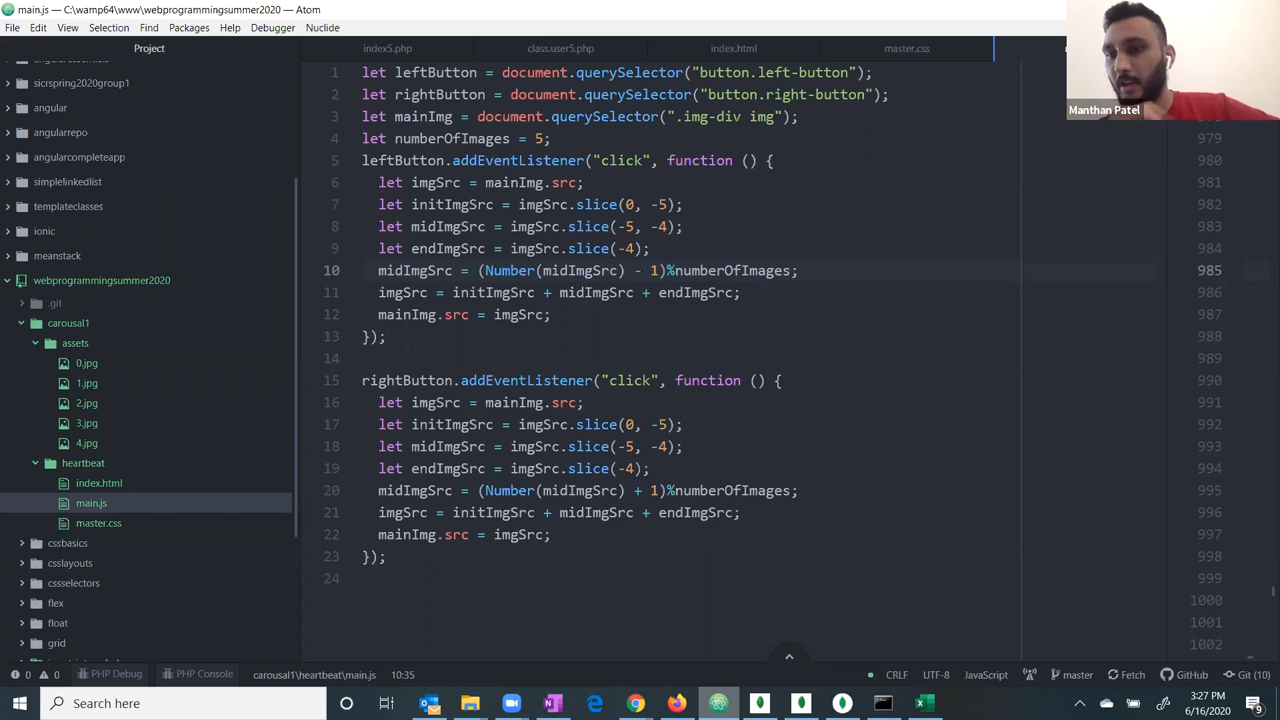 main.js — C:\wamp64\www\webprogrammingsummer2020 — Atom
File Edit View Selection Find Packages Help Debugger Nuclide
Project
index5.php class.user5.php index.html master.css
sicrspring2020group1
angular
angularrepo
angularcompleteapp
simplelinkedlist
templateclasses
ionic
meanstack
webprogrammingsummer2020
.git
carousal1
assets
0.jpg
1.jpg
2.jpg
3.jpg
4.jpg
heartbeat
index.html
main.js
master.css
cssbasics
csslayouts
cssselectors
flex
float
grid
1 let leftButton = document.querySelector("button.left-button");
2 let rightButton = document.querySelector("button.right-button");
3 let mainImg = document.querySelector(".img-div img");
4 let numberOfImages = 5;
5 leftButton.addEventListener("click", function () {
6 let imgSrc = mainImg.src;
7 let initImgSrc = imgSrc.slice(0, -5);
8 let midImgSrc = imgSrc.slice(-5, -4);
9 let endImgSrc = imgSrc.slice(-4);
10 midImgSrc = (Number(midImgSrc) - 1)%numberOfImages;
11 imgSrc = initImgSrc + midImgSrc + endImgSrc;
12 mainImg.src = imgSrc;
13 });
14
15 rightButton.addEventListener("click", function () {
16 let imgSrc = mainImg.src;
17 let initImgSrc = imgSrc.slice(0, -5);
18 let midImgSrc = imgSrc.slice(-5, -4);
19 let endImgSrc = imgSrc.slice(-4);
20 midImgSrc = (Number(midImgSrc) + 1)%numberOfImages;
21 imgSrc = initImgSrc + midImgSrc + endImgSrc;
22 mainImg.src = imgSrc;
23 });
24
Manthan Patel
979
980
981
982
983
984
985
986
987
988
989
990
991
992
993
994
995
996
997
998
999
1000
1001
1002
0 0 PHP Debug PHP Console carousal1\heartbeat\main.js 10:35 CRLF UTF-8 JavaScript master Fetch GitHub Git (10)
Search here
3:27 PM
6/16/2020
9